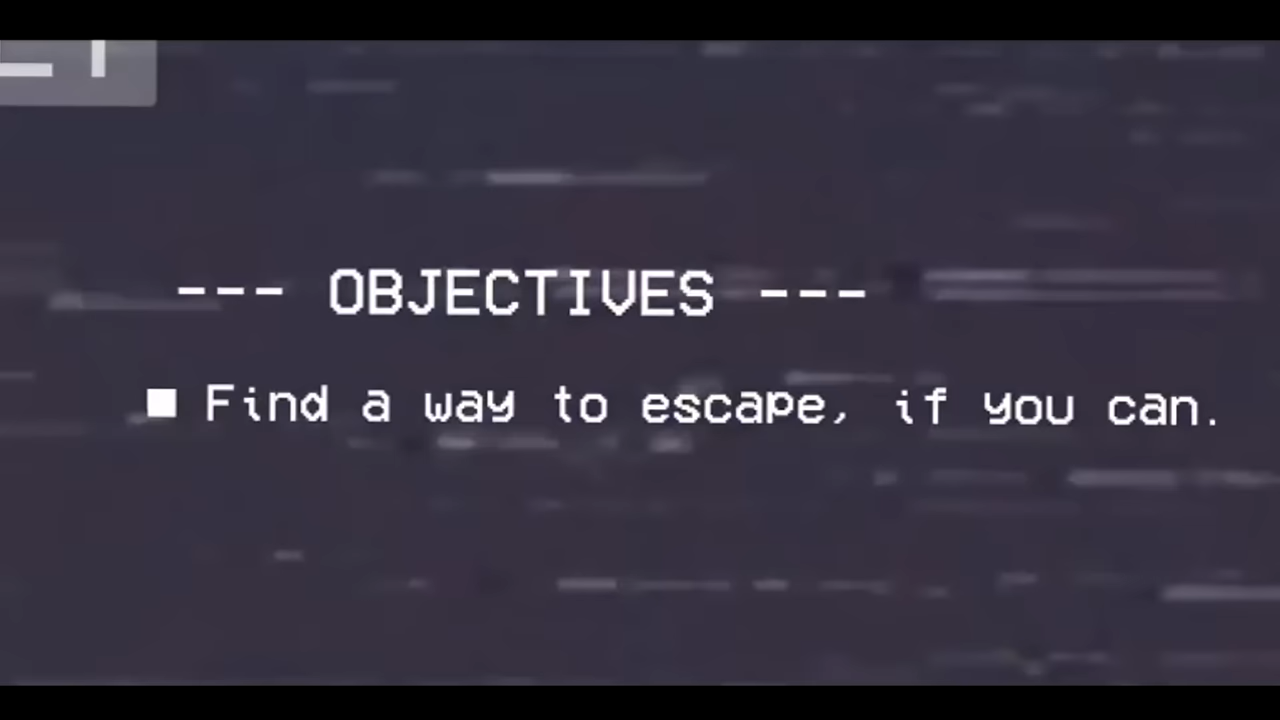 --- OBJECTIVES ---
■ Find a way to escape, if you can.